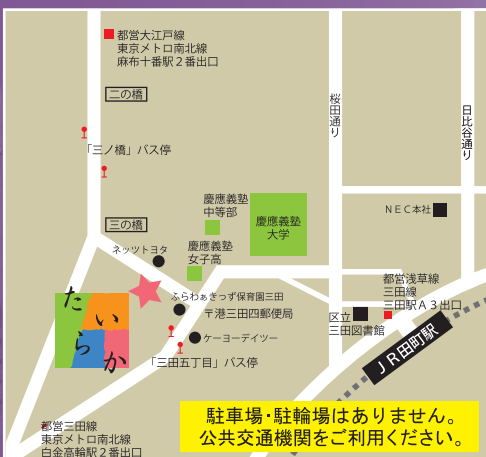 都営大江戸線
東京メトロ南北線
麻布十番駅2番出口
二の橋
桜田通り
日比谷通り
「三ノ橋」バス停
慶應義塾
中等部
慶應義塾
大学
NEC本社
三の橋
ネッツトヨタ
慶應義塾
女子高
都営浅草線
三田線
三田駅A3出口
ふらわぁきっず保育園三田
〒港三田四郵便局
区立
三田図書館
ケーヨーデイツー
たいらか
「三田五丁目」バス停
JR田町駅
都営三田線
東京メトロ南北線
白金高輪駅2番出口
駐車場・駐輪場はありません。
公共交通機関をご利用ください。